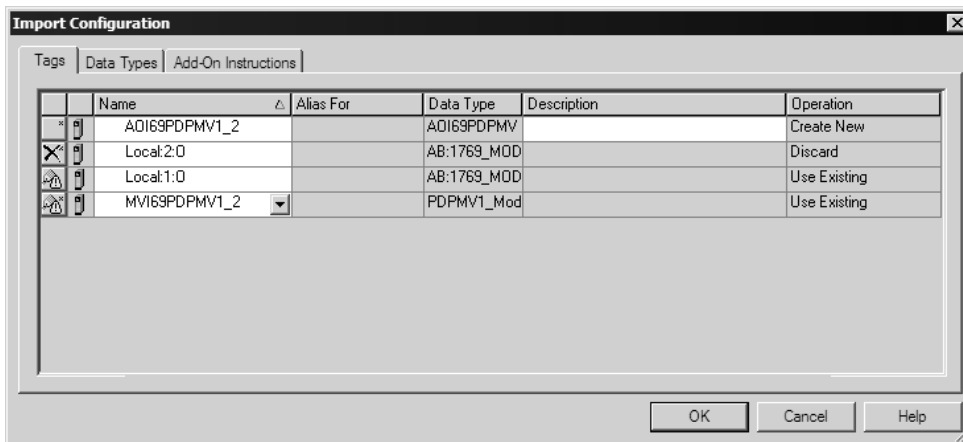 Import Configuration
Tags Data Types Add-On Instructions
Name Alias For Data Type Description Operation
AOI69PDPMV1_2 AOI69PDPMV Create New
Local:2:O AB:1769_MOD Discard
Local:1:O AB:1769_MOD Use Existing
MVI69PDPMV1_2 PDPMV1_Mod Use Existing
OK Cancel Help